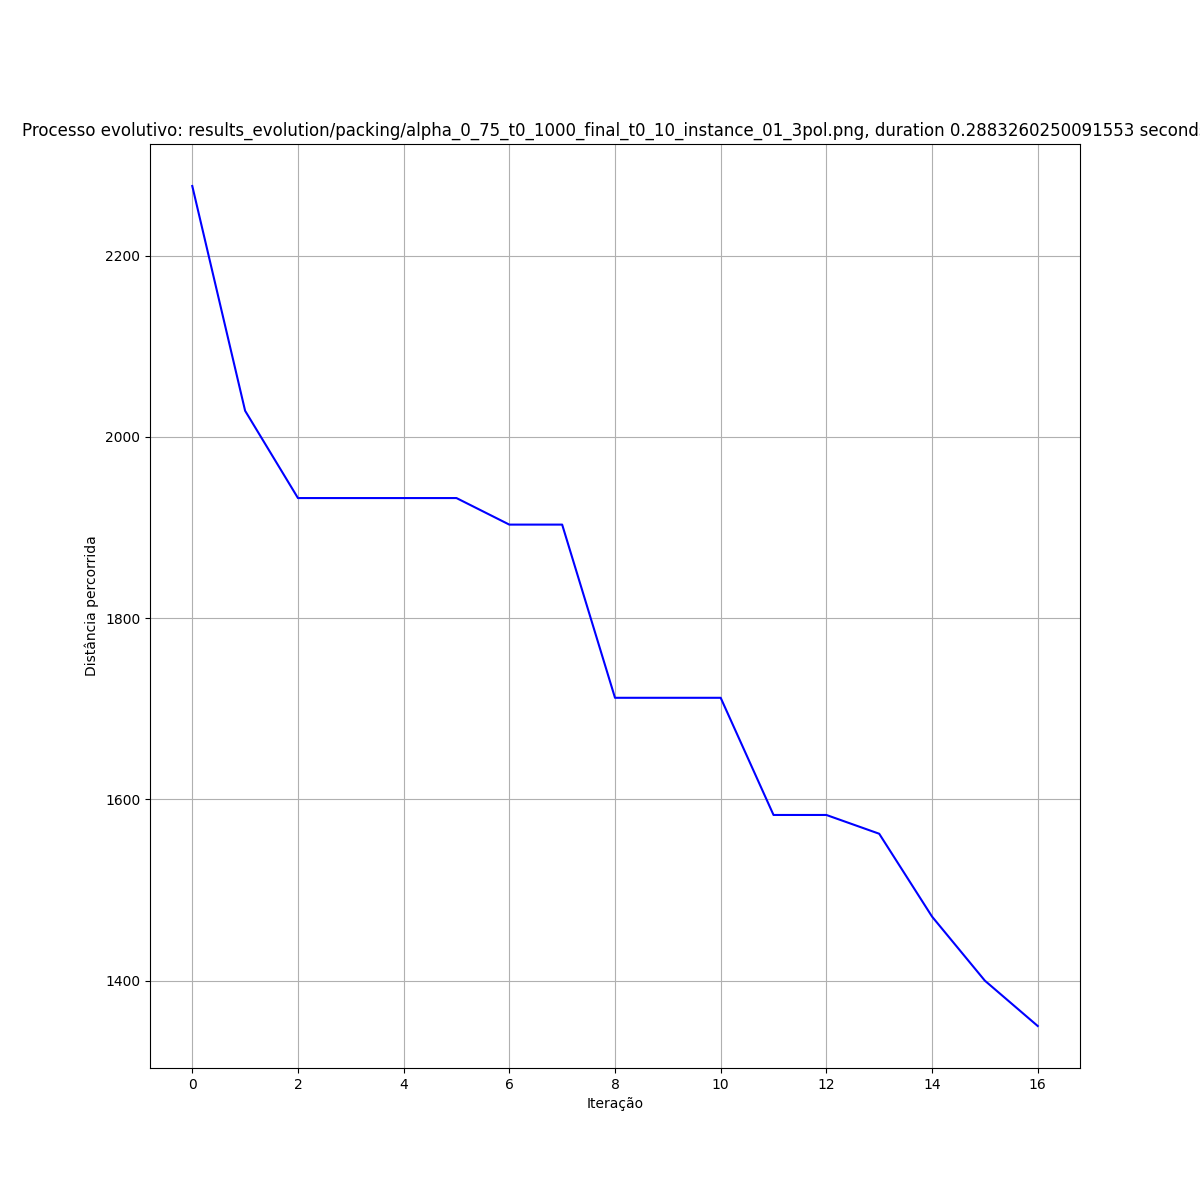 Processo evolutivo: results_evolution/packing/alpha_0_75_t0_1000_final_t0_10_instance_01_3pol.png, duration 0.2883260250091553 second
2200
2000
1800
1600
1400
Distância percorrida
0 2 4 6 8 10 12 14 16
Iteração